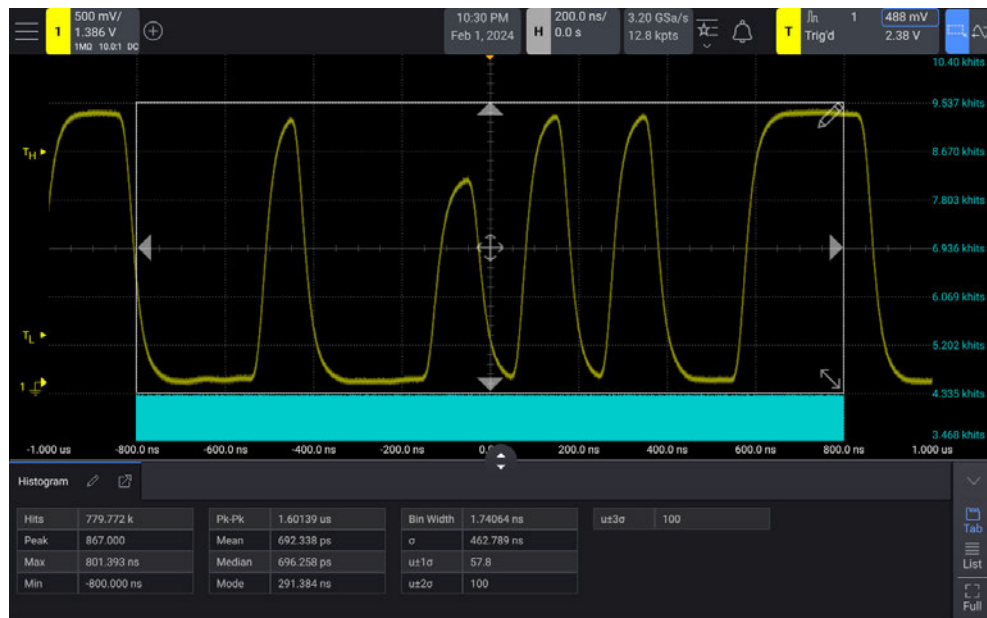 1 500 mV/ 10:30 PM H 200.0 ns/ 3.20 GSa/s T 1 488 mV
1.386 V Feb 1, 2024 0.0 s 12.8 kpts Trig'd 2.38 V
1MΩ 10.0:1 DC
10.40 khits
9.537 khits
TH 8.670 khits
7.803 khits
6.936 khits
6.069 khits
TL
5.202 khits
1
4.335 khits
3.468 khits
-1.000 us -800.0 ns -600.0 ns -400.0 ns -200.0 ns 200.0 ns 400.0 ns 600.0 ns 800.0 ns 1.000 us
Histogram
Hits 779.772 k Pk-Pk 1.60139 us Bin Width 1.74064 ns u±3σ 100
Peak 867.000 Mean 692.338 ps σ 462.789 ns
Max 801.393 ns Median 696.258 ps u±1σ 57.8
Min -800.000 ns Mode 291.384 ns u±2σ 100
Tab
List
Full